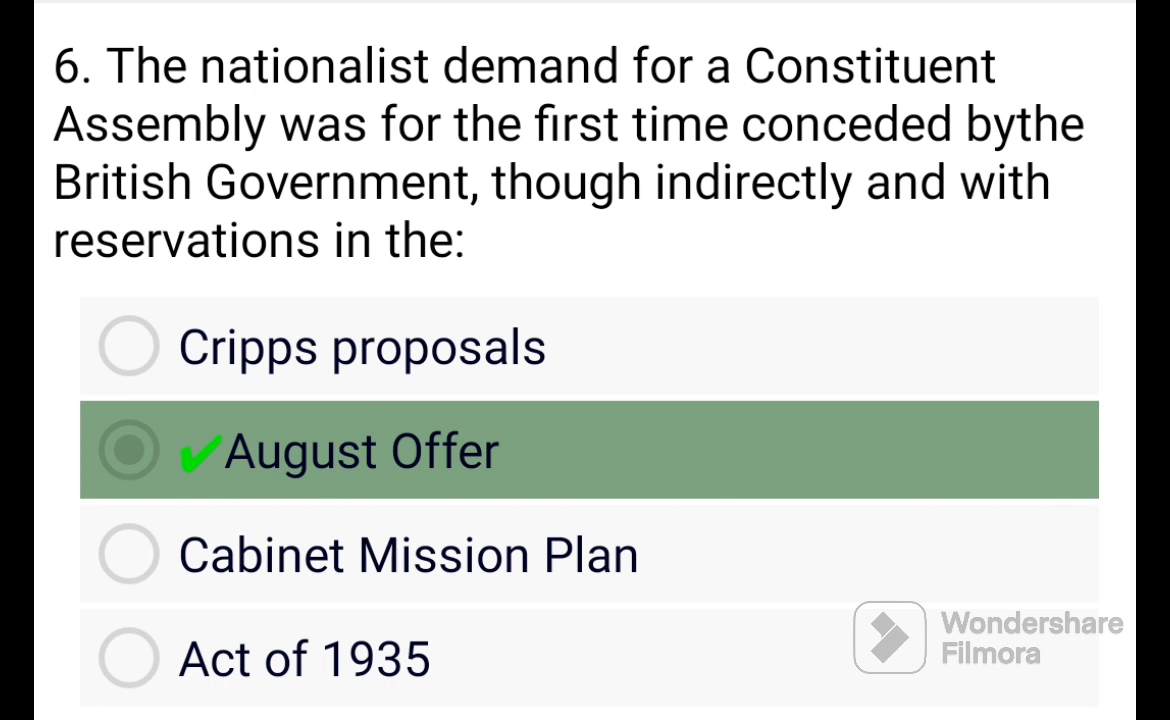 6. The nationalist demand for a Constituent
Assembly was for the first time conceded bythe
British Government, though indirectly and with
reservations in the:
Cripps proposals
✔August Offer
Cabinet Mission Plan
Act of 1935
Wondershare
Filmora